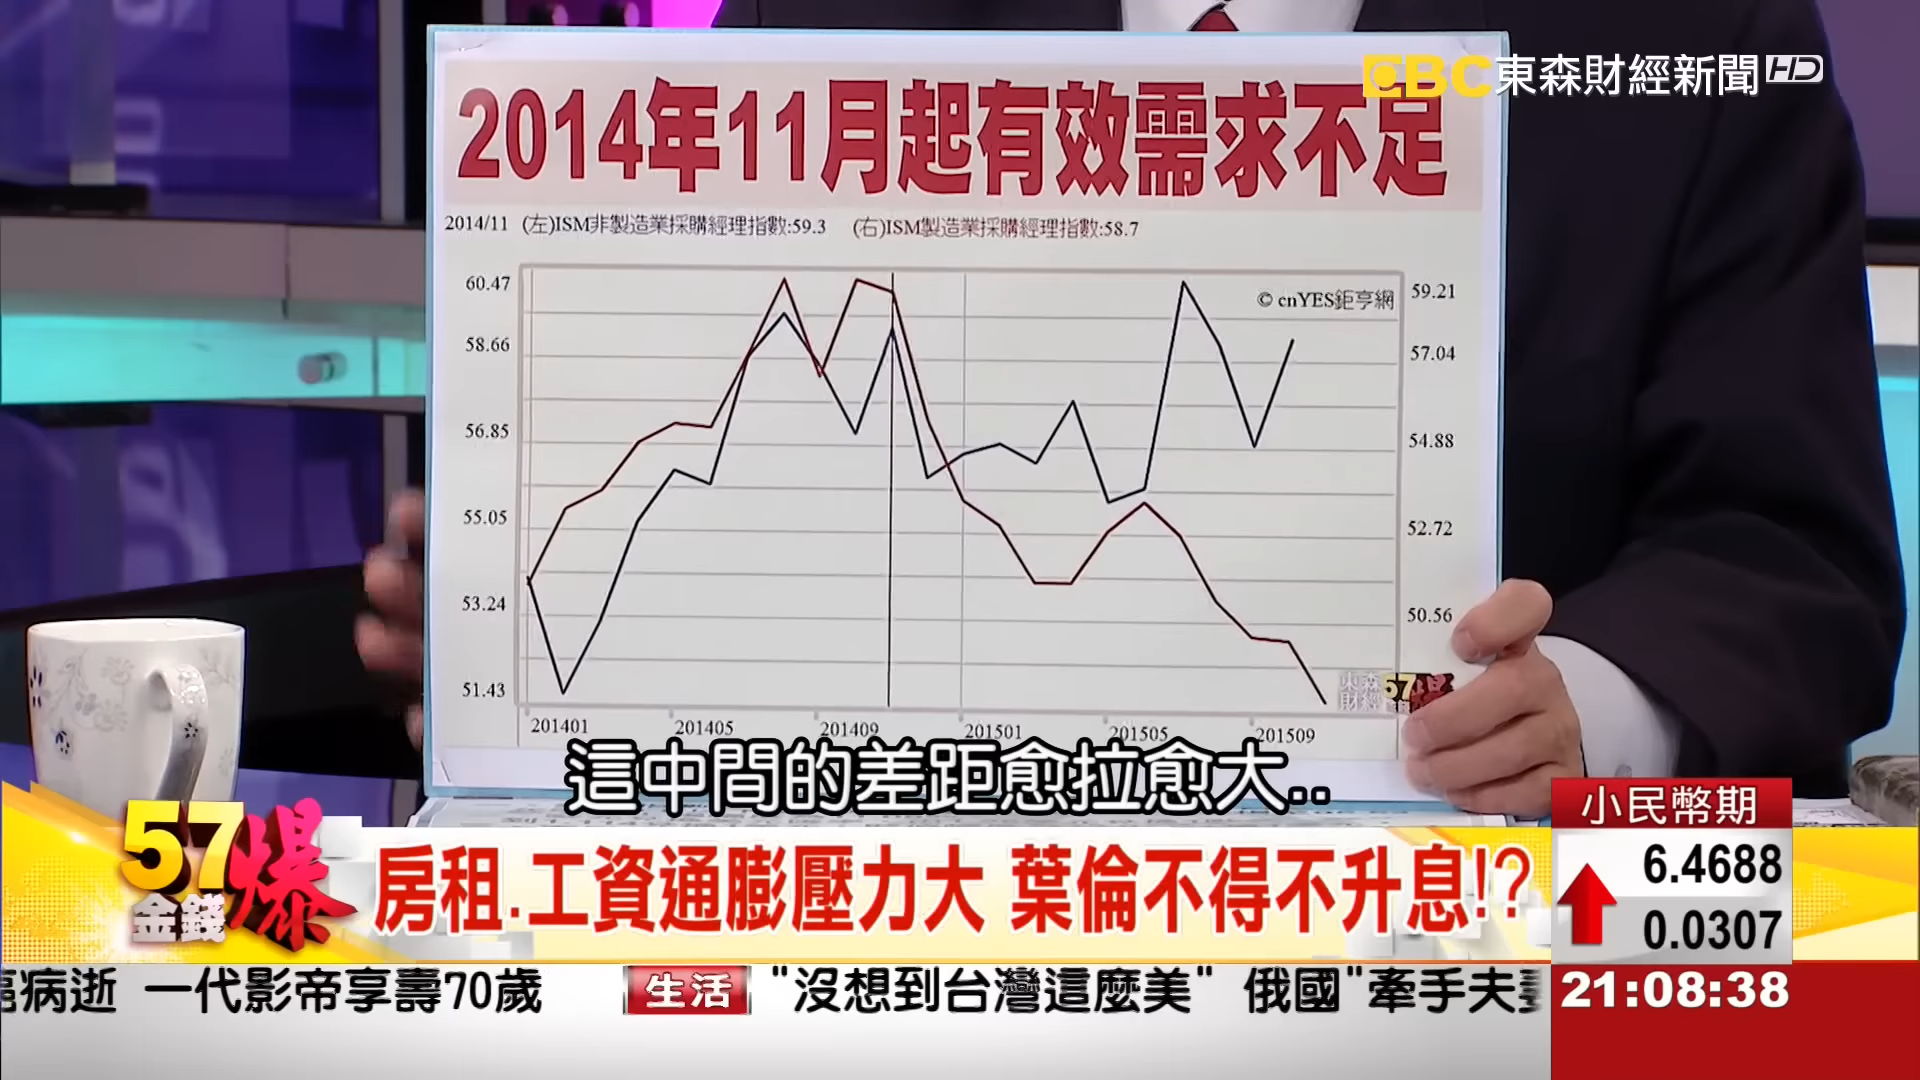 EBC東森財經新聞HD
2014年11月起有效需求不足
2014/11 (左)ISM非製造業採購經理指數:59.3 (右)ISM製造業採購經理指數:58.7
© cnYES鉅亨網
60.47
58.66
56.85
55.05
53.24
51.43
59.21
57.04
54.88
52.72
50.56
201401 201405 201409 201501 201505 201509
東森財經 57
這中間的差距愈拉愈大..
57金錢爆
房租.工資通膨壓力大 葉倫不得不升息!?
小民幣期
6.4688
0.0307
病逝 一代影帝享壽70歲 生活 "沒想到台灣這麼美" 俄國"牽手夫
21:08:38